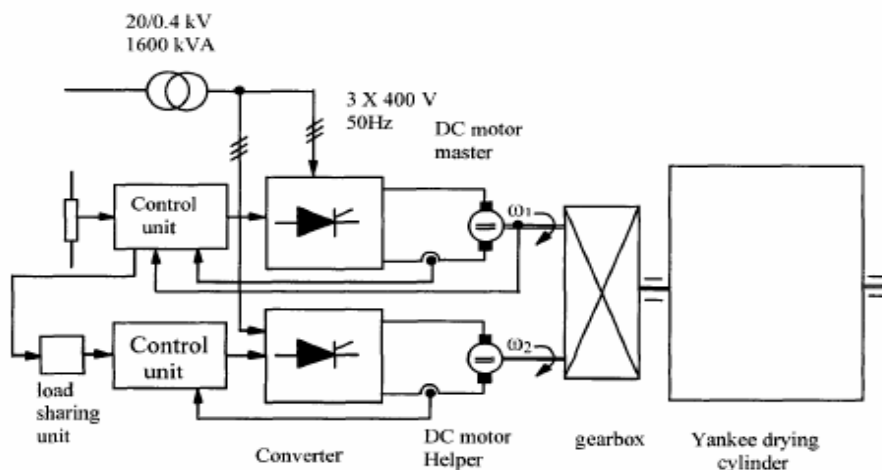 20/0.4 kV
1600 kVA
3 X 400 V
50Hz
DC motor
master
Control
unit
ω1
Control
unit
ω2
load
sharing
unit
Converter
DC motor
Helper
gearbox
Yankee drying
cylinder